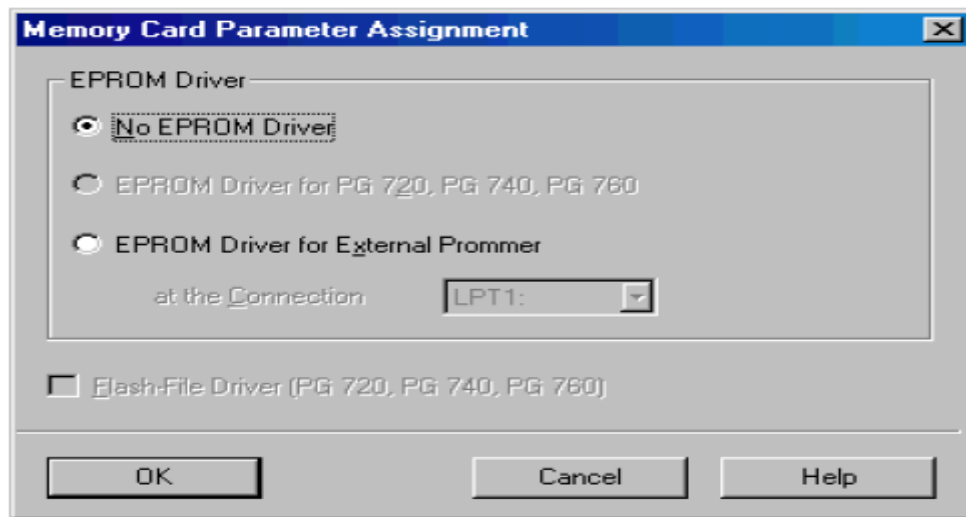 Memory Card Parameter Assignment
EPROM Driver
No EPROM Driver
EPROM Driver for PG 720, PG 740, PG 760
EPROM Driver for External Prommer
at the Connection LPT1:
Flash-File Driver (PG 720, PG 740, PG 760)
OK Cancel Help